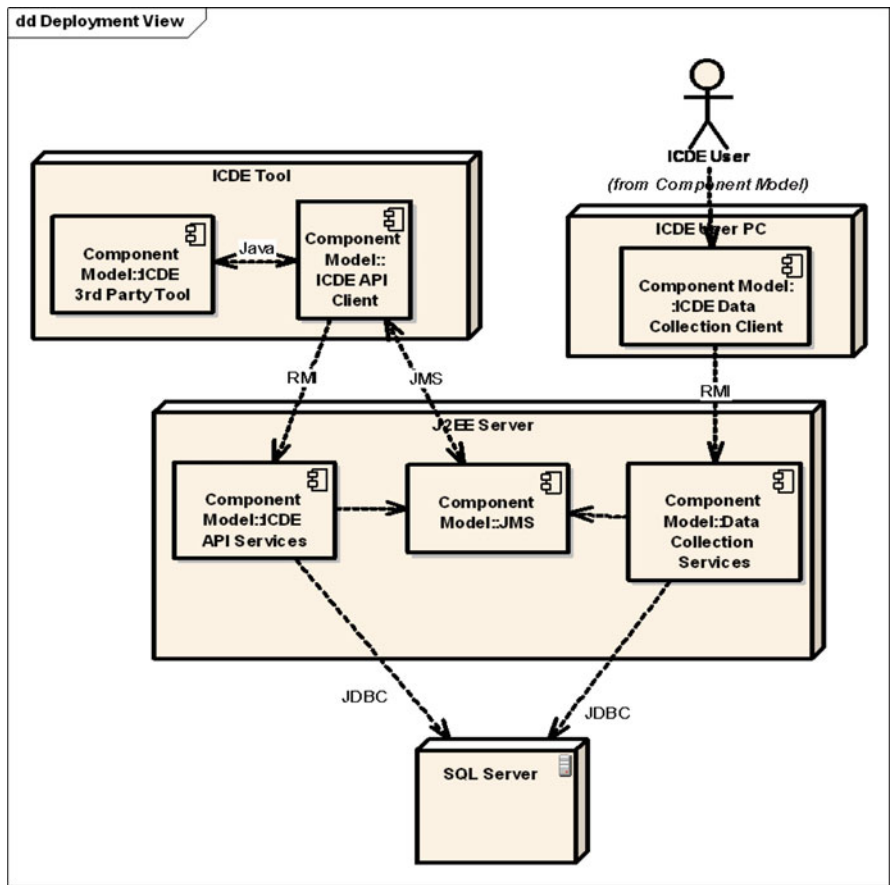 dd Deployment View
ICDE User
(from Component Model)
ICDE Tool
Component
Model::ICDE
3rd Party Tool
Java
Component
Model::
ICDE API
Client
ICDE User PC
Component Model:
:ICDE Data
Collection Client
RMI
JMS
RMI
J2EE Server
Component
Model::ICDE
API Services
Component
Model::JMS
Component
Model::Data
Collection
Services
JDBC
JDBC
SQL Server